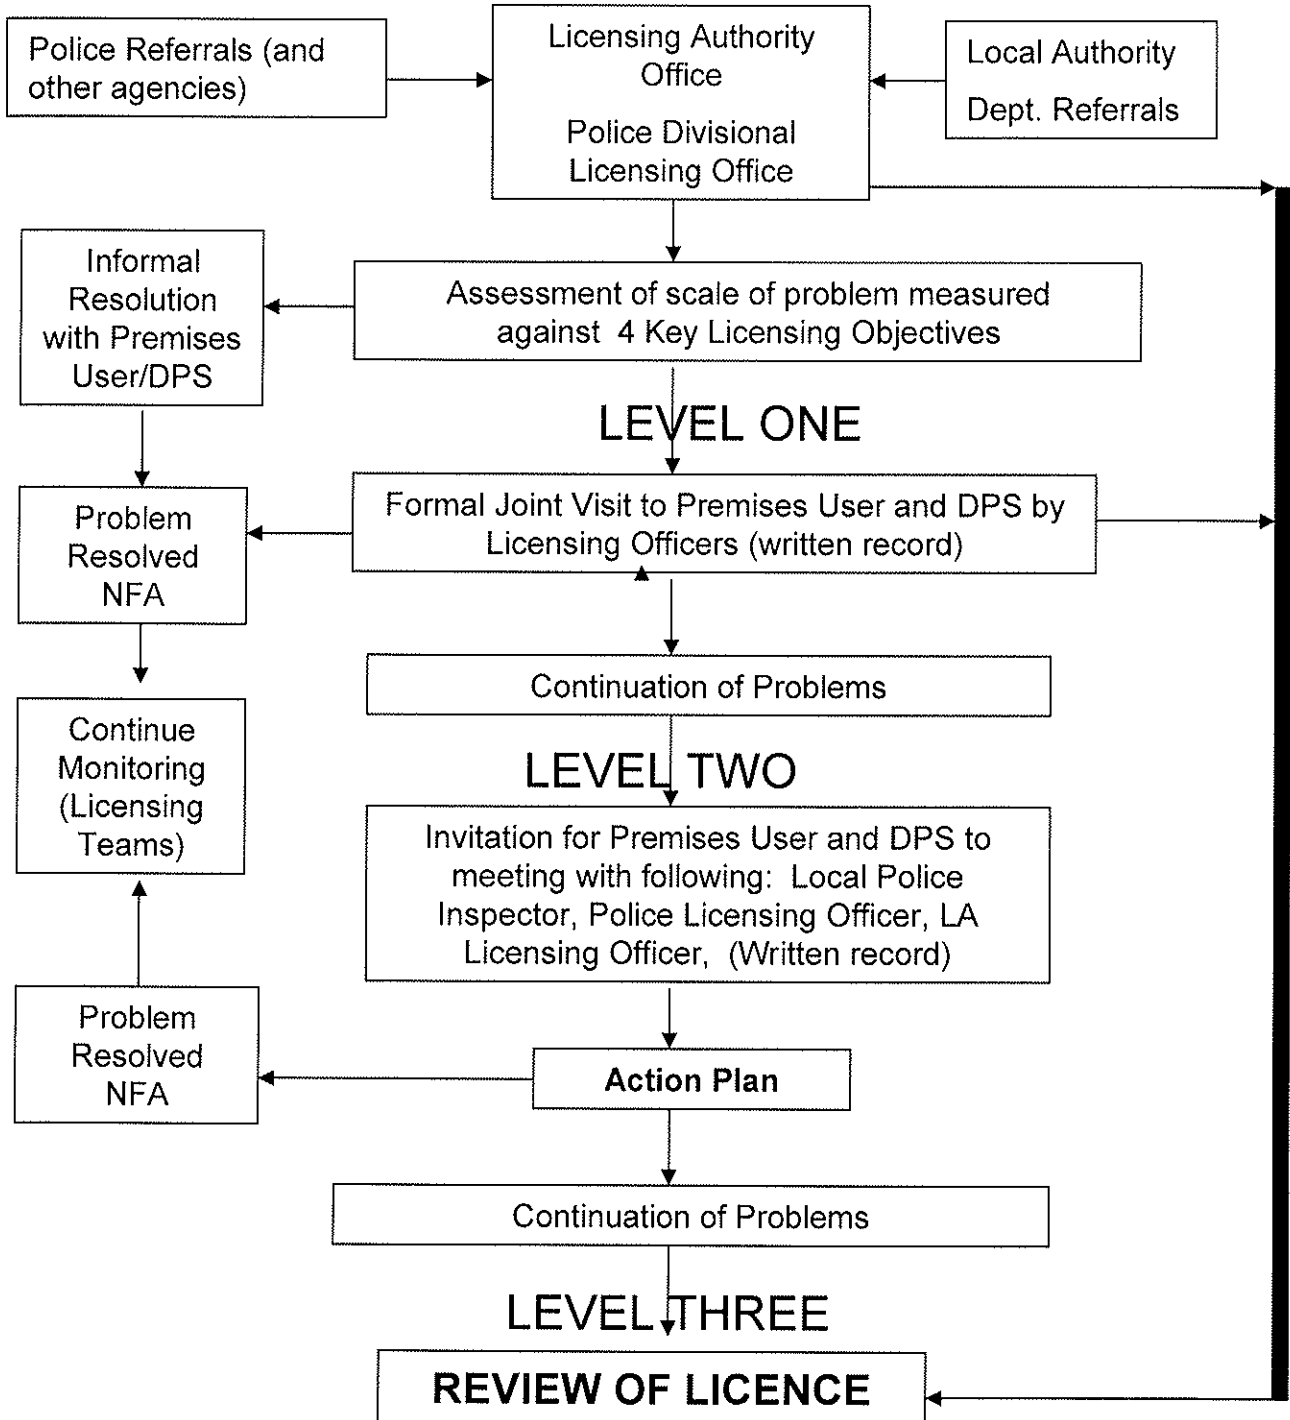 Police Referrals (and
other agencies)
Licensing Authority
Office
Police Divisional
Licensing Office
Local Authority
Dept. Referrals
Informal
Resolution
with Premises
User/DPS
Assessment of scale of problem measured
against 4 Key Licensing Objectives
LEVEL ONE
Problem
Resolved
NFA
Formal Joint Visit to Premises User and DPS by
Licensing Officers (written record)
Continuation of Problems
Continue
Monitoring
(Licensing
Teams)
LEVEL TWO
Invitation for Premises User and DPS to
meeting with following: Local Police
Inspector, Police Licensing Officer, LA
Licensing Officer, (Written record)
Problem
Resolved
NFA
Action Plan
Continuation of Problems
LEVEL THREE
REVIEW OF LICENCE